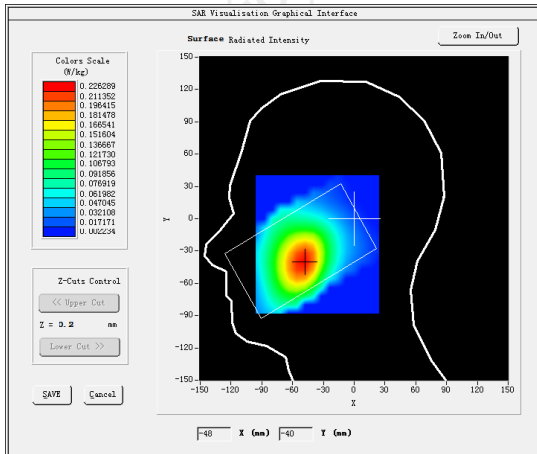 SAR Visualisation Graphical Interface
Surface Radiated Intensity
Zoom In/Out
Colors Scale
(W/kg)
0.226289
0.211352
0.196415
0.181478
0.166541
0.151604
0.136667
0.121730
0.106793
0.091856
0.076919
0.061982
0.047045
0.032108
0.017171
0.002234
Z-Cuts Control
<< Upper Cut
Z = 0.2 mm
Lower Cut >>
SAVE Cancel
150
120
90
60
30
0
-30
-60
-90
-120
-150
Y
-150 -120 -90 -60 -30 0 30 60 90 120 150
X
-48 X (mm) -40 Y (mm)